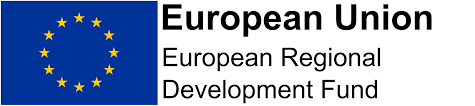 European Union
European Regional
Development Fund